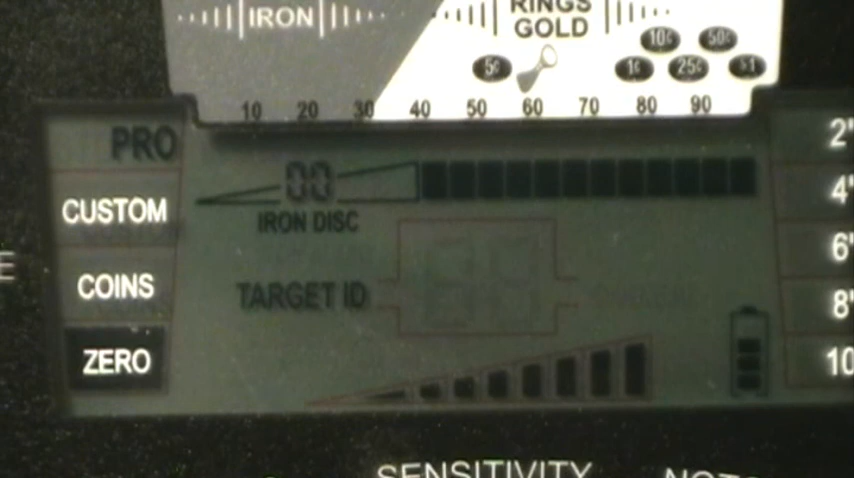 IRON
RINGS
GOLD
10¢ 50¢
5¢ 1¢ 25¢ $1
10 20 30 40 50 60 70 80 90
PRO
2"
00
4"
CUSTOM
IRON DISC
6"
COINS
TARGET ID
8"
ZERO
10
SENSITIVITY